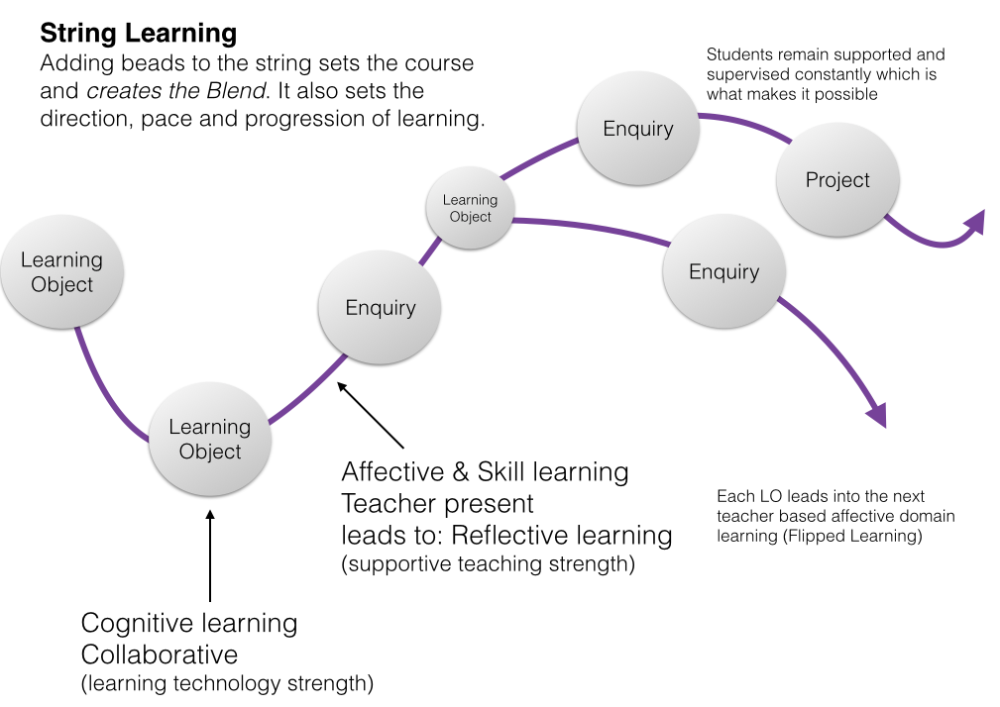 String Learning
Adding beads to the string sets the course
and creates the Blend. It also sets the
direction, pace and progression of learning.
Students remain supported and
supervised constantly which is
what makes it possible
Enquiry
Project
Learning
Object
Enquiry
Learning
Object
Enquiry
Learning
Object
Affective & Skill learning
Teacher present
leads to: Reflective learning
(supportive teaching strength)
Each LO leads into the next
teacher based affective domain
learning (Flipped Learning)
Cognitive learning
Collaborative
(learning technology strength)